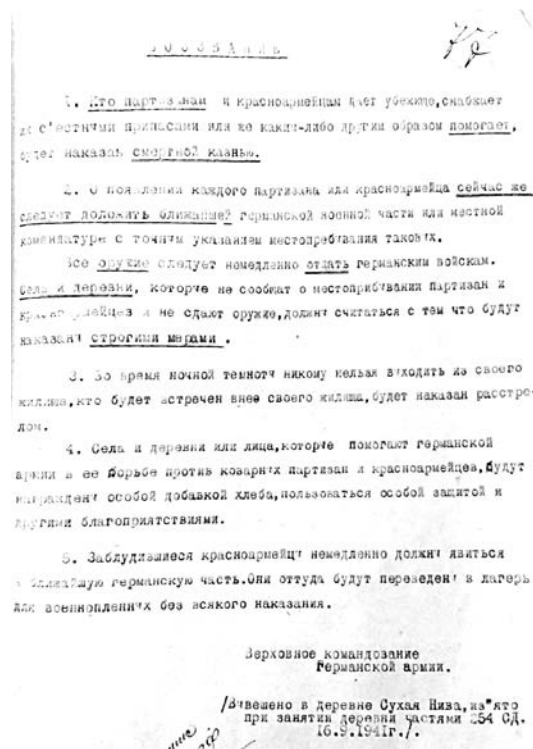 ВОЗЗВАНИЕ
1. Кто партизанам и красноармейцам дает убежище,снабжает
их с"естными припасами или же каким-либо другим образом помогает,
будет наказан смертной казнью.
2. О появлении каждого партизана или красноармейца сейчас же
следует доложить ближайшей германской военной части или местной
комендатуре с точным указанием местопребывания таковых.
Все оружие следует немедленно отдать германским войскам.
Села и деревни, которые не сообщат о местоприбывании партизан и
красноармейцев и не сдают оружие,должны считаться с тем что будут
наказаны строгими мерами .
3. Во время ночной темноты никому нельзя выходить из своего
жилища,кто будет встречен внее своего жилища,будет наказан расстре-
лом.
4. Села и деревни или лица,которые помогают германской
армии в ее борьбе против коварных партизан и красноармейцев,будут
награждены особой добавкой хлеба,пользоваться особой защитой и
другими благоприятствиями.
5. Заблудившиеся красноармейцы немедленно должны явиться
в ближайшую германскую часть.Они оттуда будут переведены в лагерь
для военнопленных без всякого наказания.
Верховное командование
Германской армии.
/Вывешено в деревне Сухая Нива,из"ято
при занятии деревни частями 254 СД.
16.9.1941г./.